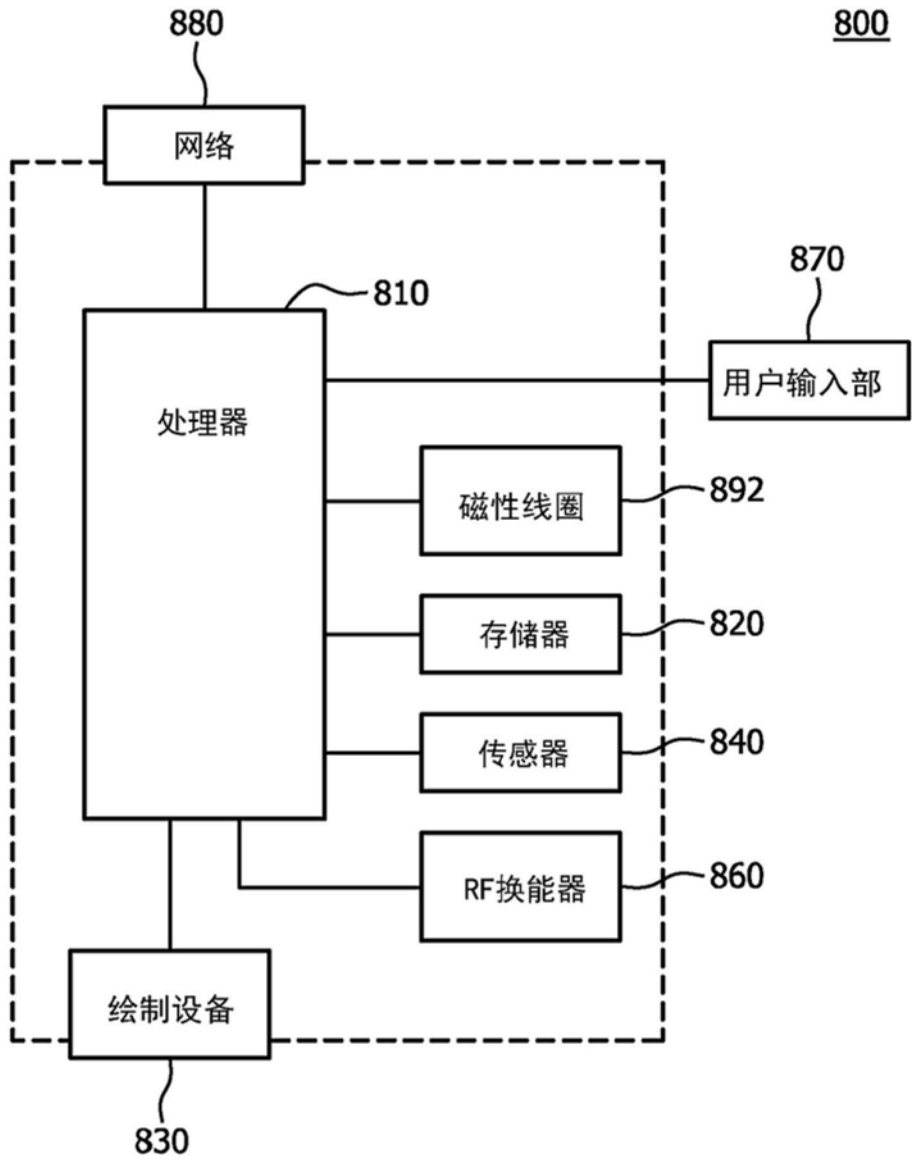 880
800
网络
870
810
用户输入部
处理器
磁性线圈
892
存储器
820
传感器
840
RF换能器
860
绘制设备
830